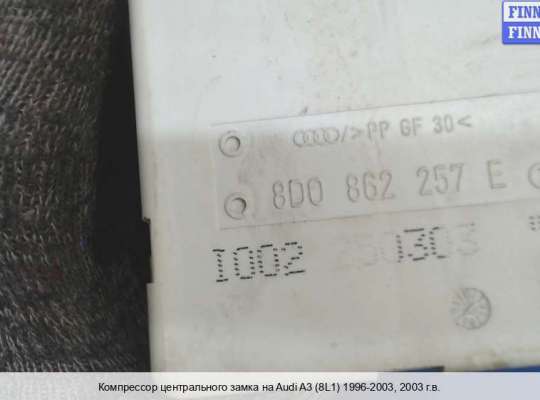 FINN
FINN
/>PP GF 30<
8D0 862 257 E
I002 0303
Компрессор центрального замка на Audi A3 (8L1) 1996-2003, 2003 г.в.